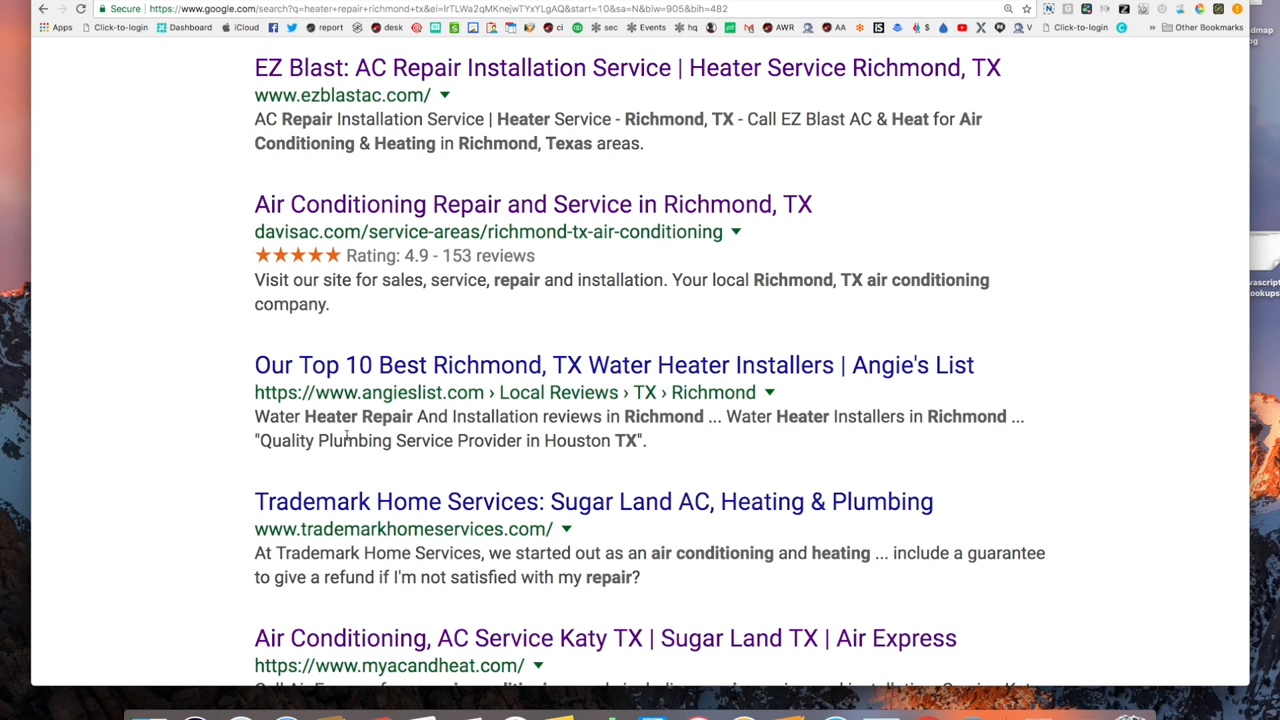 Secure https://www.google.com/search?q=heater+repair+richmond+tx&ei=IrTLWa2qMKnejwTYxYLgAQ&start=10&sa=N&biw=905&bih=482
Apps Click-to-login Dashboard iCloud report desk ci sec Events hq AWR AA $ V Click-to-login » Other Bookmarks
EZ Blast: AC Repair Installation Service | Heater Service Richmond, TX
www.ezblastac.com/
AC Repair Installation Service | Heater Service - Richmond, TX - Call EZ Blast AC & Heat for Air
Conditioning & Heating in Richmond, Texas areas.
Air Conditioning Repair and Service in Richmond, TX
davisac.com/service-areas/richmond-tx-air-conditioning
Rating: 4.9 - 153 reviews
Visit our site for sales, service, repair and installation. Your local Richmond, TX air conditioning
company.
Our Top 10 Best Richmond, TX Water Heater Installers | Angie's List
https://www.angieslist.com › Local Reviews › TX › Richmond
Water Heater Repair And Installation reviews in Richmond ... Water Heater Installers in Richmond ...
"Quality Plumbing Service Provider in Houston TX".
Trademark Home Services: Sugar Land AC, Heating & Plumbing
www.trademarkhomeservices.com/
At Trademark Home Services, we started out as an air conditioning and heating ... include a guarantee
to give a refund if I'm not satisfied with my repair?
Air Conditioning, AC Service Katy TX | Sugar Land TX | Air Express
https://www.myacandheat.com/